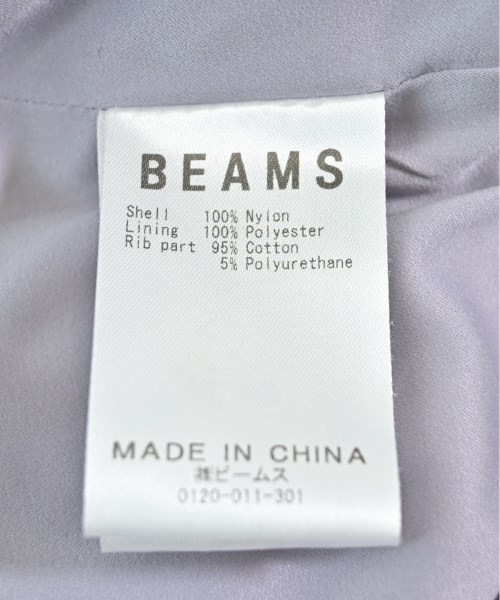 BEAMS
Shell 100% Nylon
Lining 100% Polyester
Rib part 95% Cotton
5% Polyurethane
MADE IN CHINA
㈱ビームス
0120-011-301